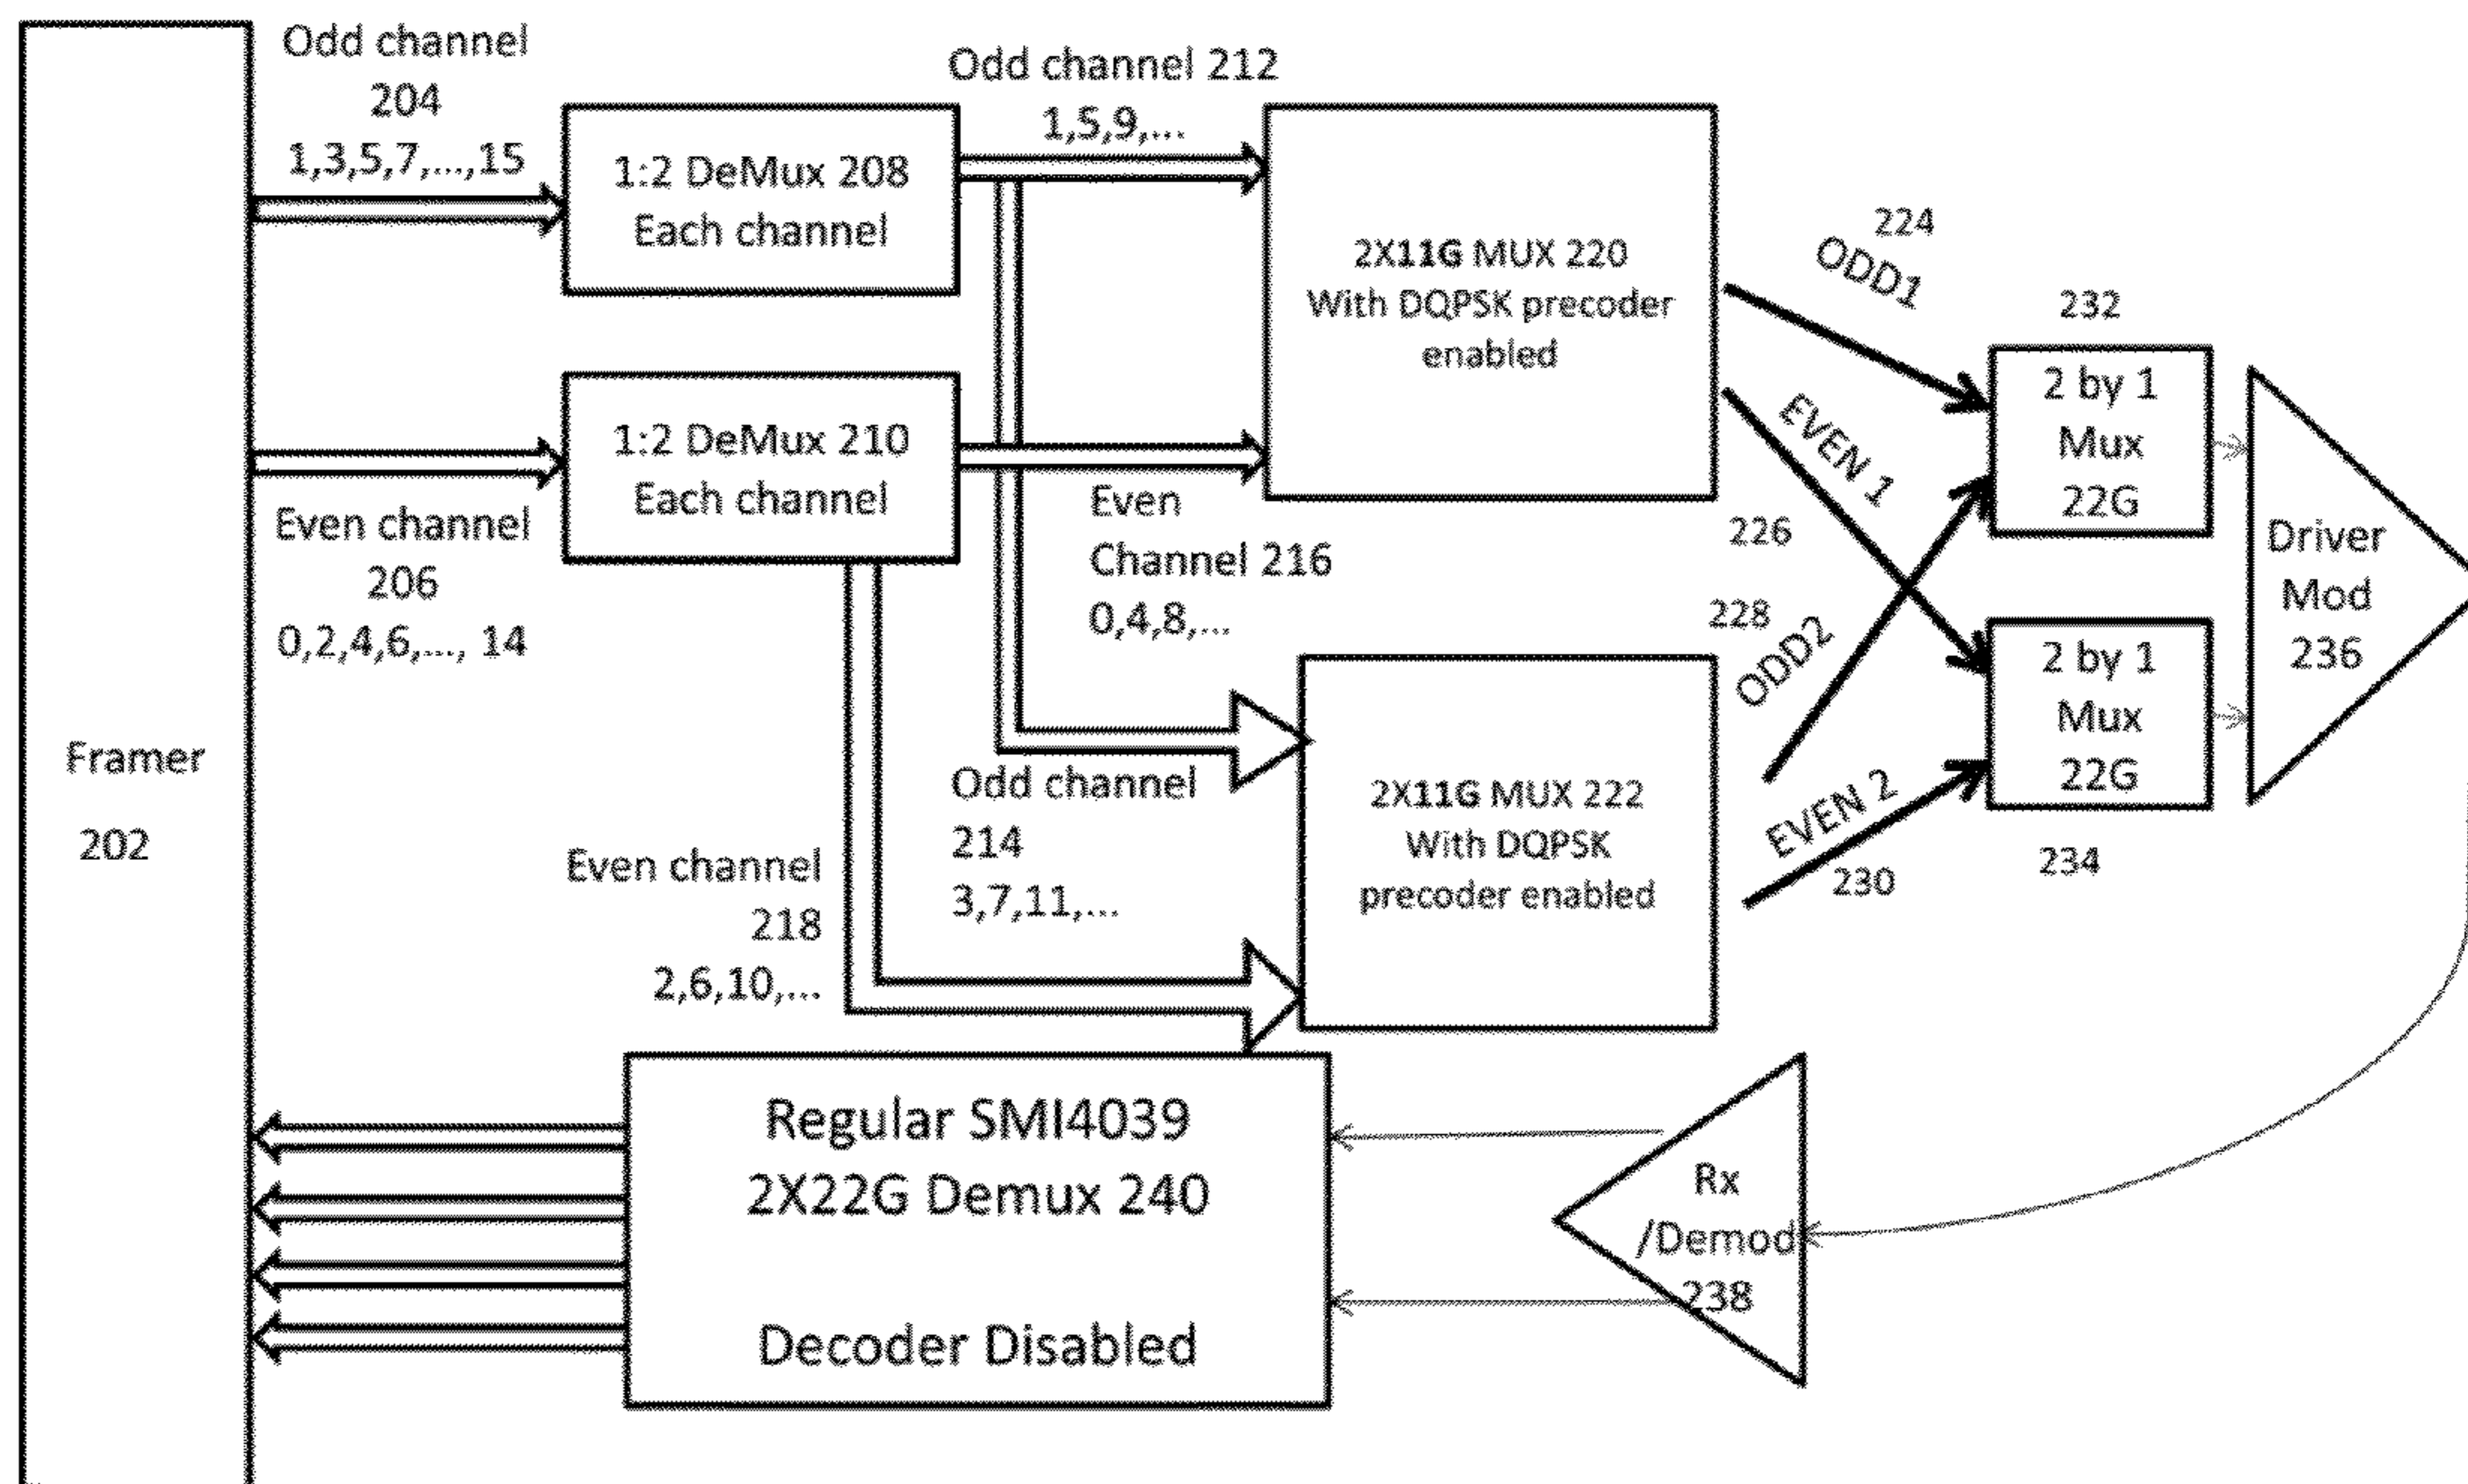 Odd channel
204
1,3,5,7,...,15
Odd channel 212
1,5,9,...
1:2 DeMux 208
Each channel
2X11G MUX 220
With DQPSK precoder
enabled
224
ODD1
232
2 by 1
Mux
22G
1:2 DeMux 210
Each channel
Even channel
206
0,2,4,6,..., 14
Even
Channel 216
0,4,8,...
EVEN 1
226
228
ODD2
Driver
Mod
236
2 by 1
Mux
22G
234
Framer
202
Odd channel
214
3,7,11,...
Even channel
218
2,6,10,...
2X11G MUX 222
With DQPSK
precoder enabled
EVEN 2
230
Regular SMI4039
2X22G Demux 240
Decoder Disabled
Rx
/Demod
238